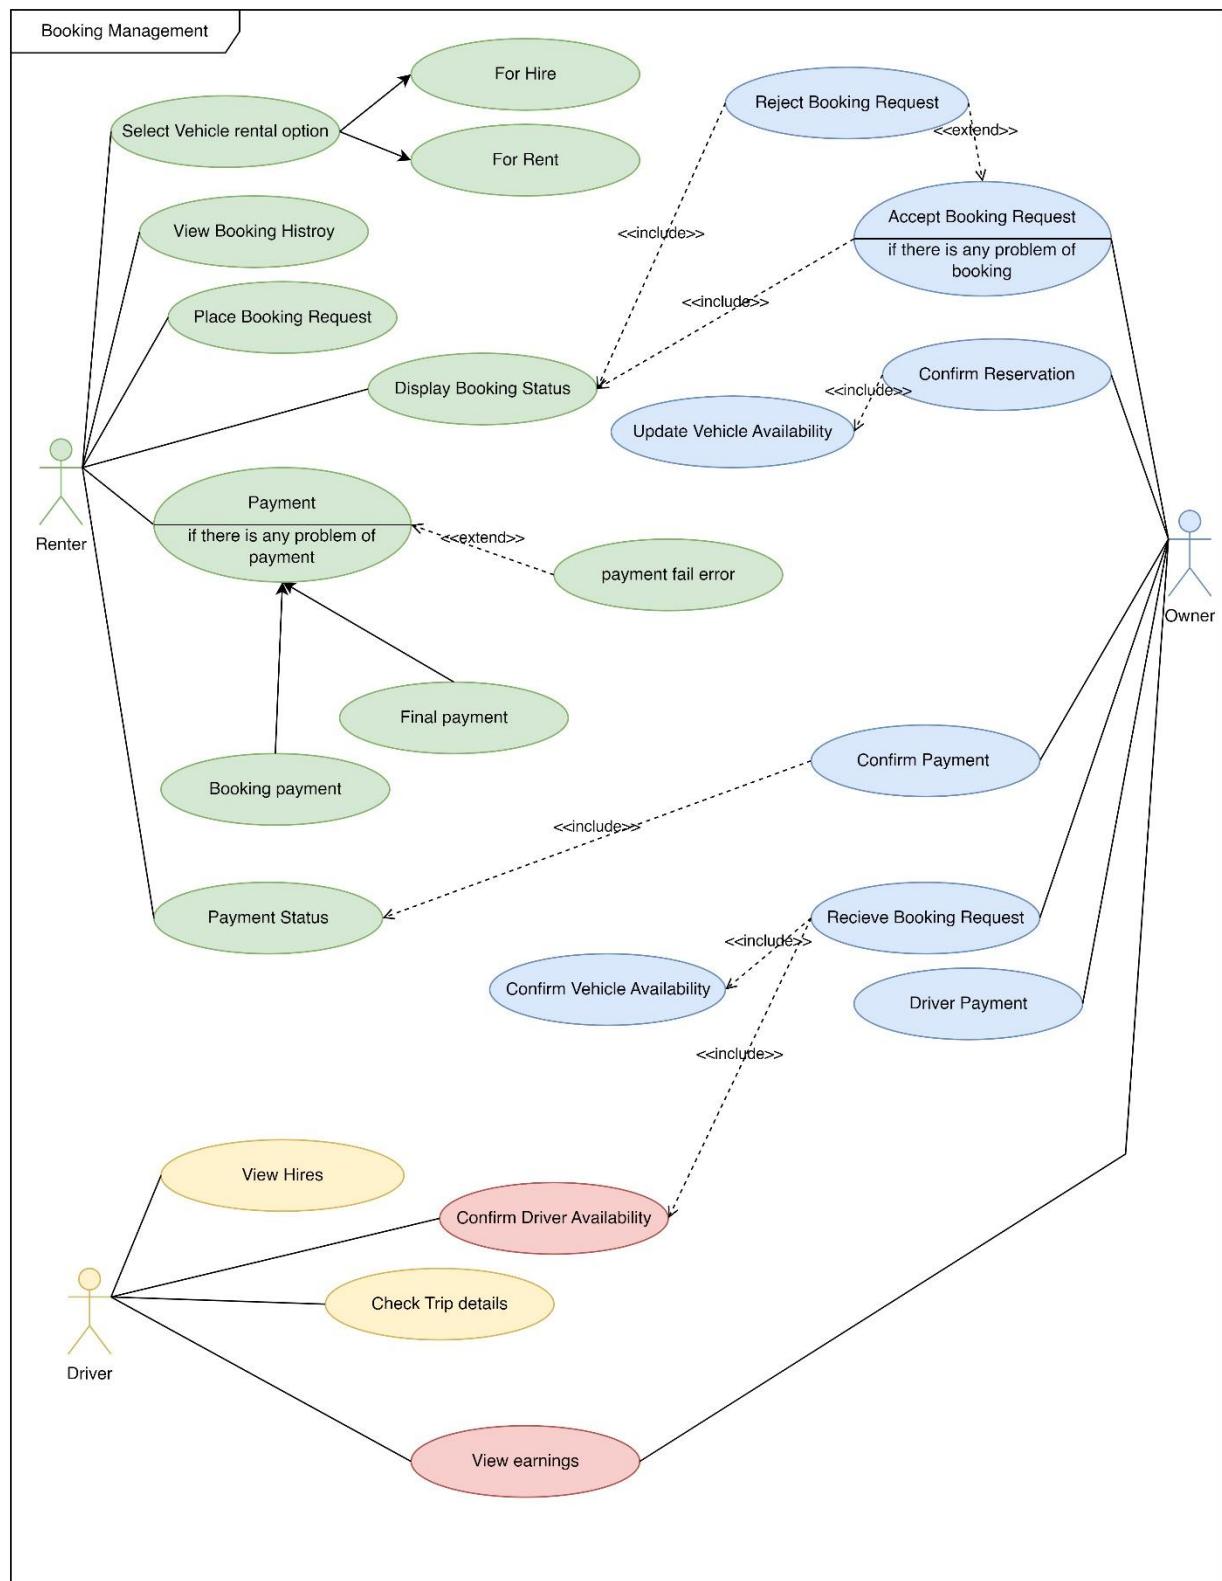 Booking Management
For Hire
Reject Booking Request
Select Vehicle rental option
<<extend>>
For Rent
Accept Booking Request
if there is any problem of
booking
View Booking Histroy
<<include>>
<<include>>
Place Booking Request
Display Booking Status
Confirm Reservation
<<include>>
Update Vehicle Availability
Renter
Payment
if there is any problem of
payment
<<extend>>
payment fail error
Owner
Final payment
Booking payment
Confirm Payment
<<include>>
Payment Status
Recieve Booking Request
<<include>>
Confirm Vehicle Availability
Driver Payment
<<include>>
View Hires
Confirm Driver Availability
Check Trip details
Driver
View earnings